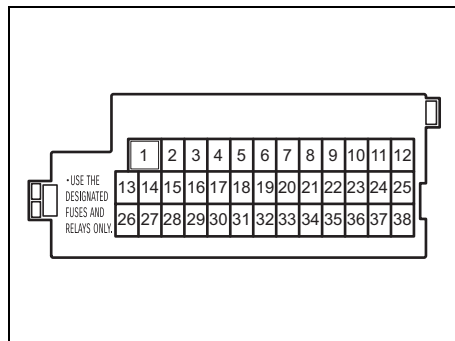 1 2 3 4 5 6 7 8 9 10 11 12
•USE THE
DESIGNATED
FUSES AND
RELAYS ONLY.
13 14 15 16 17 18 19 20 21 22 23 24 25
26 27 28 29 30 31 32 33 34 35 36 37 38